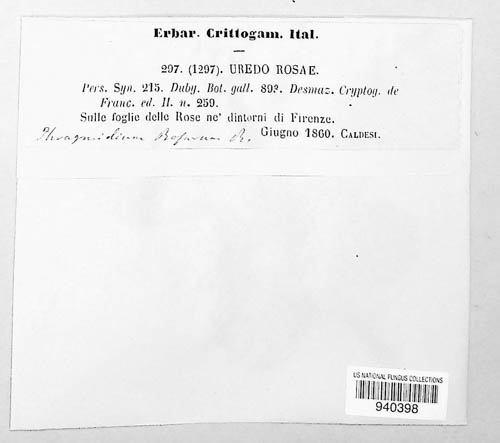 Erbar. Crittogam. Ital.
297. (1297). UREDO ROSAE.
Pers. Syn. 215. Duby. Bot. gall. 893. Desmaz. Cryptog. de
Franc. ed. II. n. 259.
Sulle foglie delle Rose ne' dintorni di Firenze.
Phragmidium Rosarum R. Giugno 1860. CALDESI.
US NATIONAL FUNGUS COLLECTIONS
940398